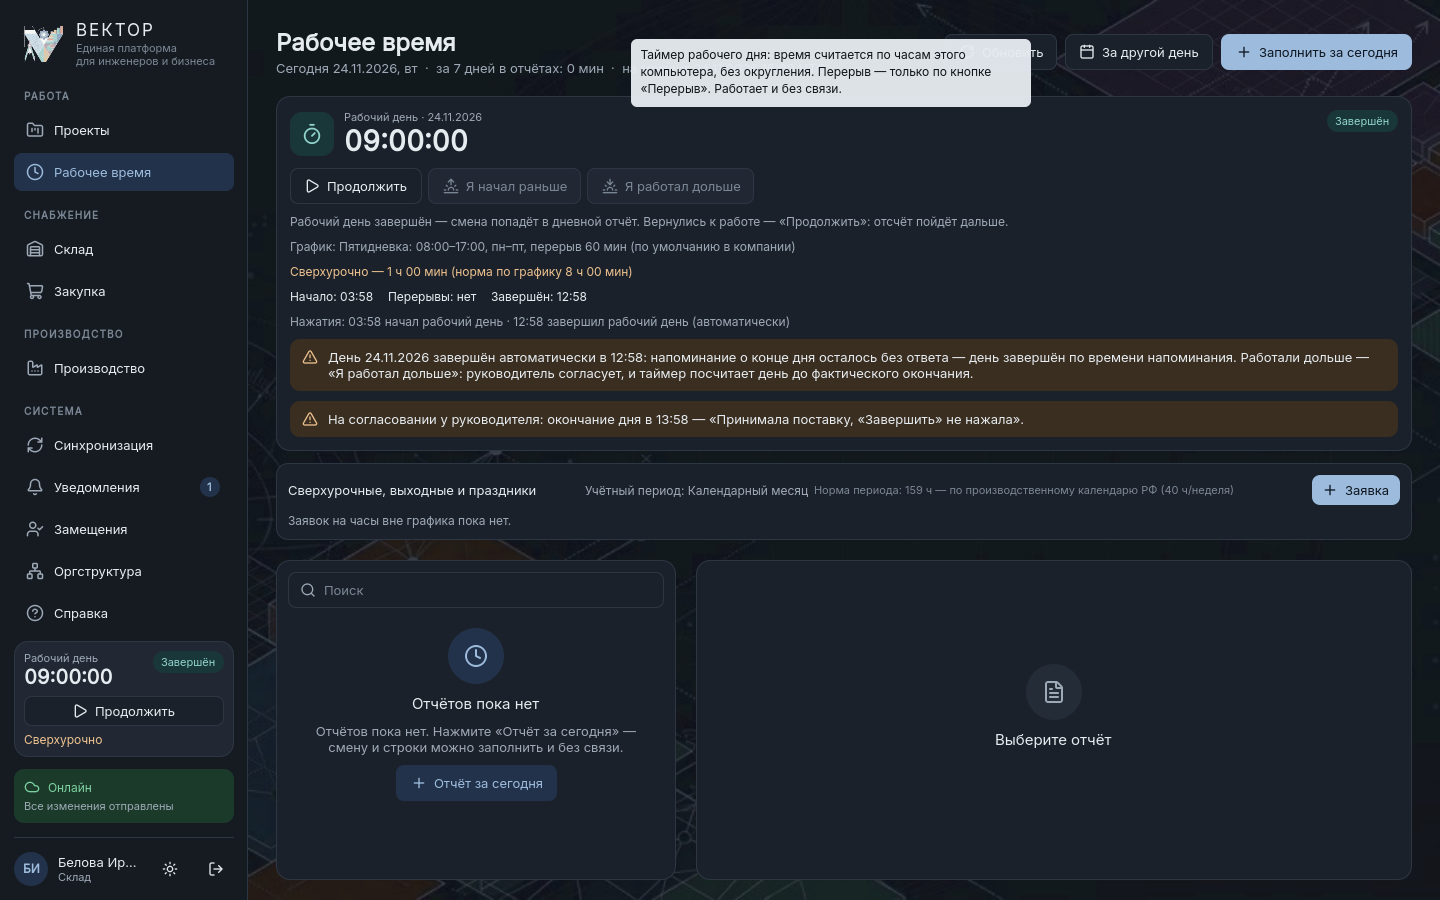 ВЕКТОР
Единая платформа
для инженеров и бизнеса
РАБОТА
Проекты
Рабочее время
СНАБЖЕНИЕ
Склад
Закупка
ПРОИЗВОДСТВО
Производство
СИСТЕМА
Синхронизация
Уведомления 1
Замещения
Оргструктура
Справка
Рабочий день Завершён
09:00:00
Продолжить
Сверхурочно
Онлайн
Все изменения отправлены
БИ Белова Ир...
Склад
Рабочее время
Сегодня 24.11.2026, вт · за 7 дней в отчётах: 0 мин ·
Таймер рабочего дня: время считается по часам этого
компьютера, без округления. Перерыв — только по кнопке
«Перерыв». Работает и без связи.
Обновить
За другой день
Заполнить за сегодня
Рабочий день · 24.11.2026
09:00:00
Завершён
Продолжить Я начал раньше Я работал дольше
Рабочий день завершён — смена попадёт в дневной отчёт. Вернулись к работе — «Продолжить»: отсчёт пойдёт дальше.
График: Пятидневка: 08:00–17:00, пн–пт, перерыв 60 мин (по умолчанию в компании)
Сверхурочно — 1 ч 00 мин (норма по графику 8 ч 00 мин)
Начало: 03:58 Перерывы: нет Завершён: 12:58
Нажатия: 03:58 начал рабочий день · 12:58 завершил рабочий день (автоматически)
День 24.11.2026 завершён автоматически в 12:58: напоминание о конце дня осталось без ответа — день завершён по времени напоминания. Работали дольше —
«Я работал дольше»: руководитель согласует, и таймер посчитает день до фактического окончания.
На согласовании у руководителя: окончание дня в 13:58 — «Принимала поставку, «Завершить» не нажала».
Сверхурочные, выходные и праздники Учётный период: Календарный месяц Норма периода: 159 ч — по производственному календарю РФ (40 ч/неделя) Заявка
Заявок на часы вне графика пока нет.
Поиск
Отчётов пока нет
Отчётов пока нет. Нажмите «Отчёт за сегодня» —
смену и строки можно заполнить и без связи.
Отчёт за сегодня
Выберите отчёт